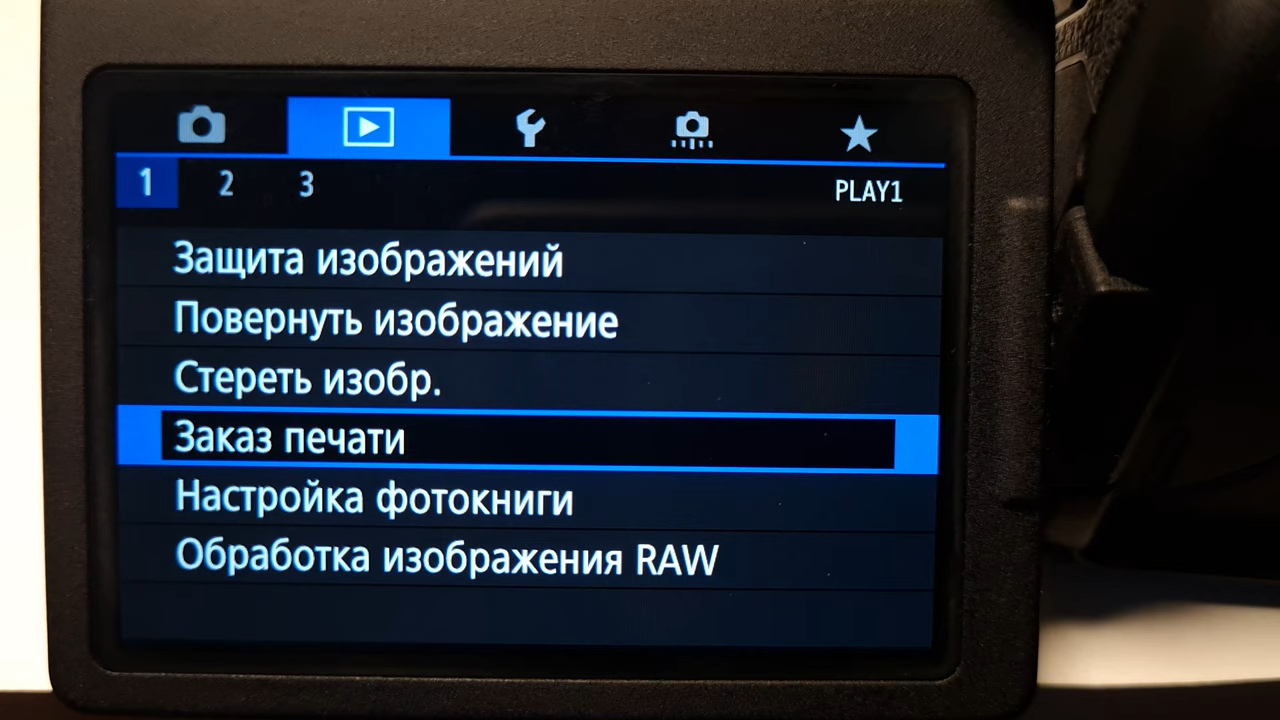 1 2 3 PLAY1
Защита изображений
Повернуть изображение
Стереть изобр.
Заказ печати
Настройка фотокниги
Обработка изображения RAW